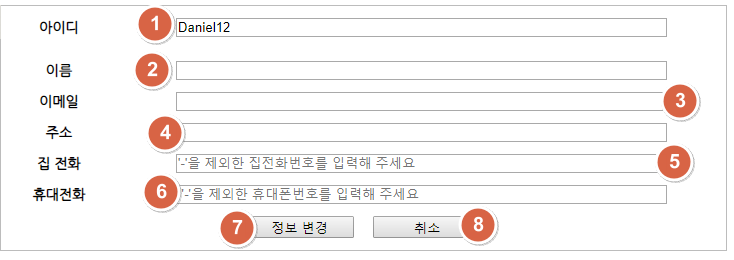 아이디 1 Daniel12
이름 2
이메일 3
주소 4
집 전화 '-'을 제외한 집전화번호를 입력해 주세요 5
휴대전화 6 '-'을 제외한 휴대폰번호를 입력해 주세요
7 정보 변경 취소 8